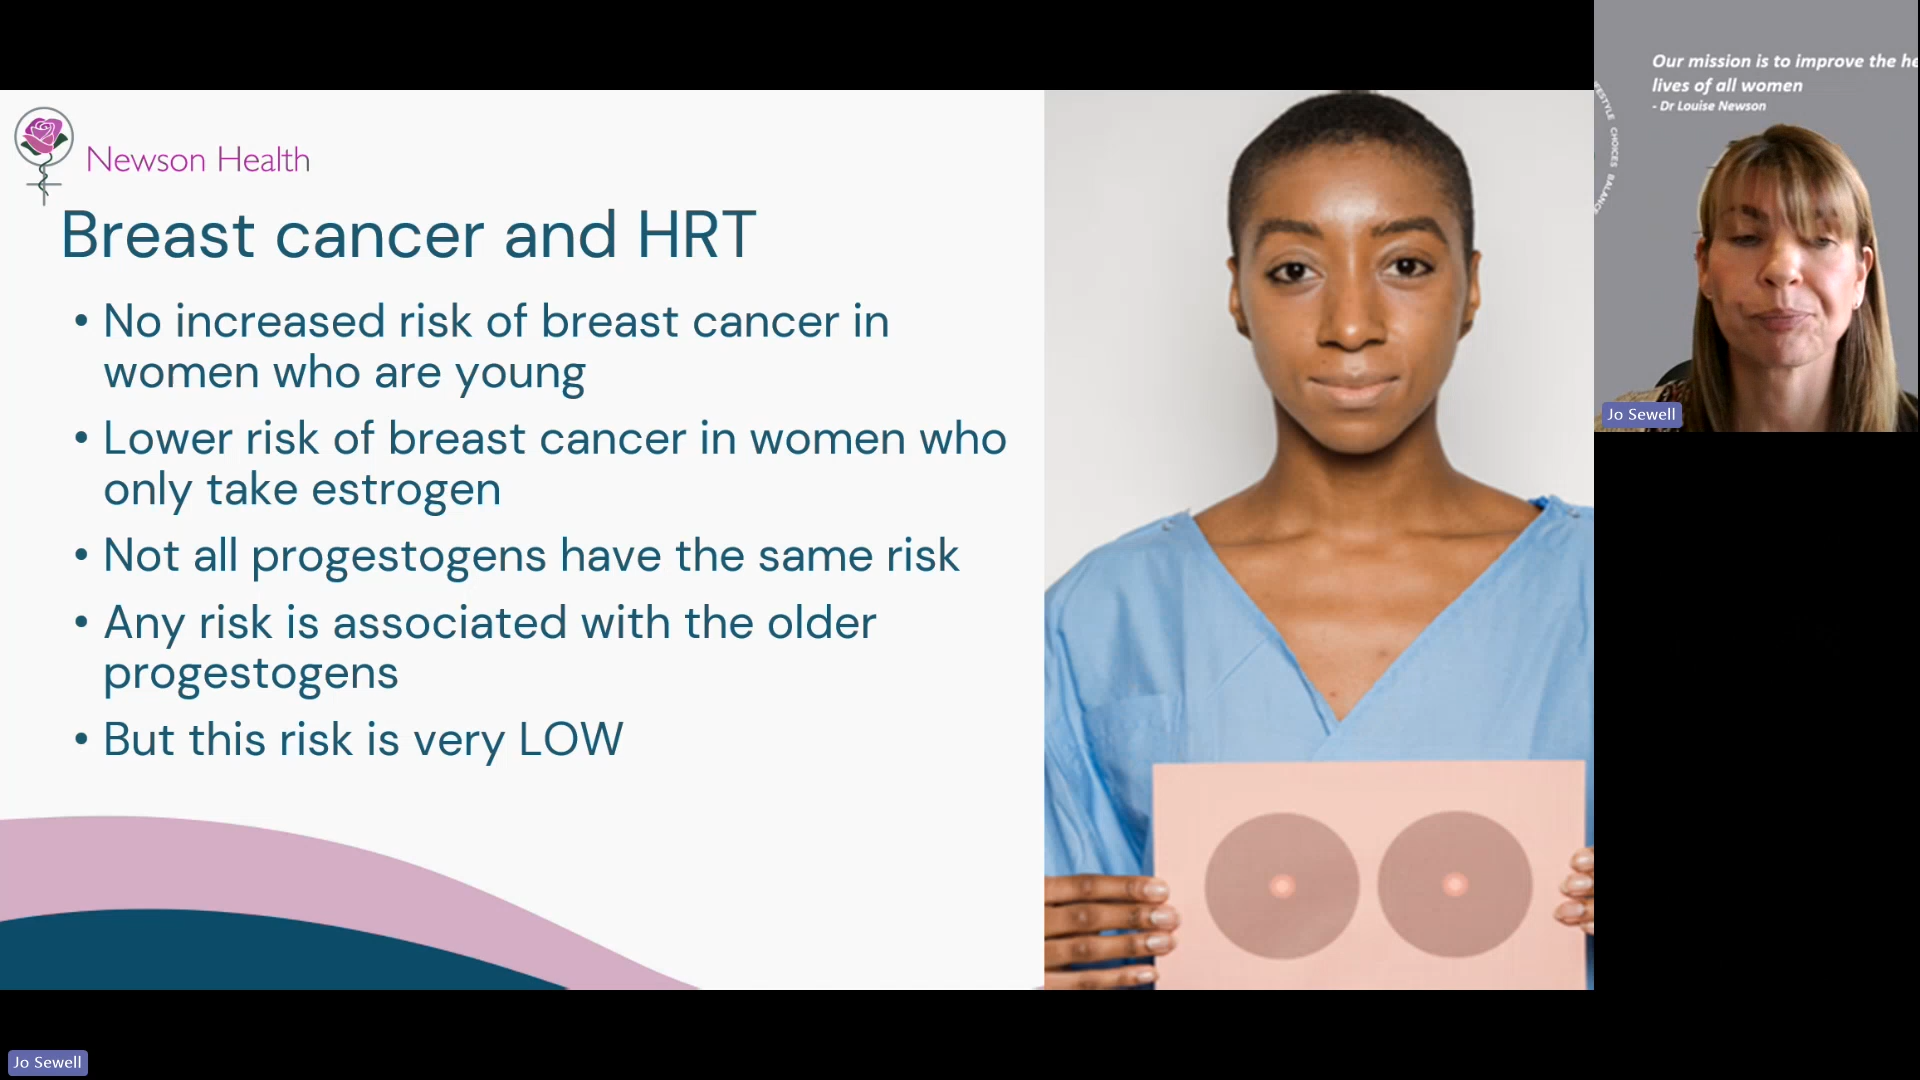 Newson Health
Breast cancer and HRT
• No increased risk of breast cancer in
women who are young
• Lower risk of breast cancer in women who
only take estrogen
• Not all progestogens have the same risk
• Any risk is associated with the older
progestogens
• But this risk is very LOW
Our mission is to improve the he
lives of all women
- Dr Louise Newson
CHOICES
Jo Sewell
Jo Sewell